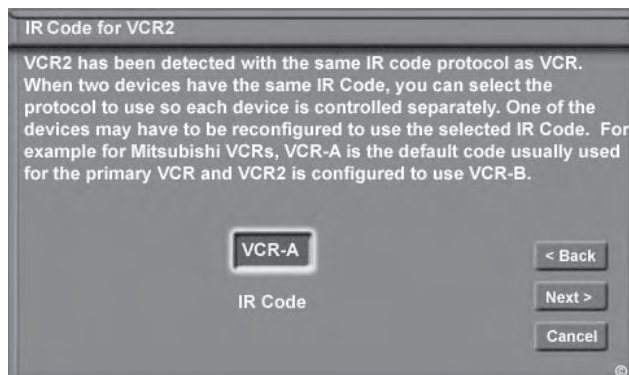 IR Code for VCR2
VCR2 has been detected with the same IR code protocol as VCR.
When two devices have the same IR Code, you can select the
protocol to use so each device is controlled separately. One of the
devices may have to be reconfigured to use the selected IR Code.  For
example for Mitsubishi VCRs, VCR-A is the default code usually used
for the primary VCR and VCR2 is configured to use VCR-B.
VCR-A
IR Code
< Back
Next >
Cancel
©